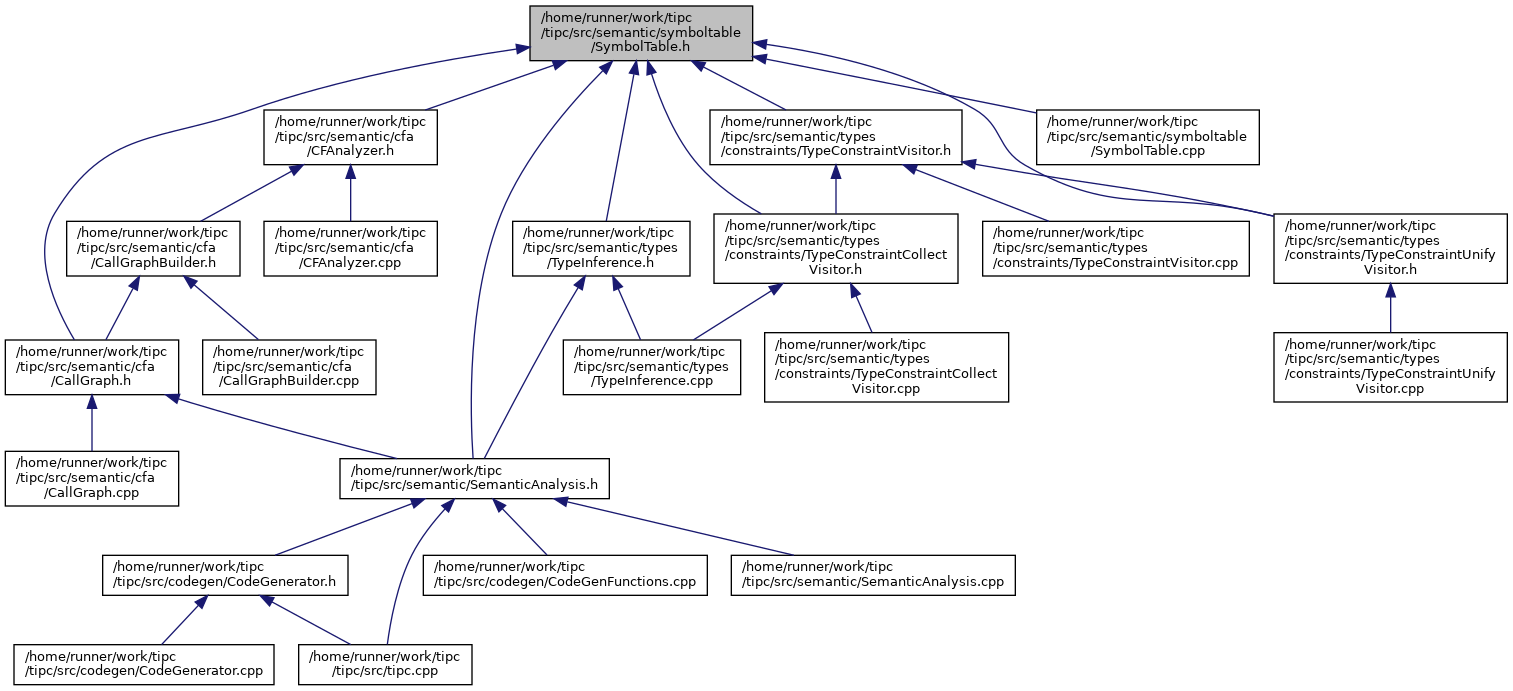 /home/runner/work/tipc
/tipc/src/semantic/symboltable
/SymbolTable.h
/home/runner/work/tipc
/tipc/src/semantic/cfa
/CFAnalyzer.h
/home/runner/work/tipc
/tipc/src/semantic/types
/constraints/TypeConstraintVisitor.h
/home/runner/work/tipc
/tipc/src/semantic/symboltable
/SymbolTable.cpp
/home/runner/work/tipc
/tipc/src/semantic/cfa
/CallGraphBuilder.h
/home/runner/work/tipc
/tipc/src/semantic/cfa
/CFAnalyzer.cpp
/home/runner/work/tipc
/tipc/src/semantic/types
/TypeInference.h
/home/runner/work/tipc
/tipc/src/semantic/types
/constraints/TypeConstraintCollect
Visitor.h
/home/runner/work/tipc
/tipc/src/semantic/types
/constraints/TypeConstraintVisitor.cpp
/home/runner/work/tipc
/tipc/src/semantic/types
/constraints/TypeConstraintUnify
Visitor.h
/home/runner/work/tipc
/tipc/src/semantic/cfa
/CallGraph.h
/home/runner/work/tipc
/tipc/src/semantic/cfa
/CallGraphBuilder.cpp
/home/runner/work/tipc
/tipc/src/semantic/types
/TypeInference.cpp
/home/runner/work/tipc
/tipc/src/semantic/types
/constraints/TypeConstraintCollect
Visitor.cpp
/home/runner/work/tipc
/tipc/src/semantic/types
/constraints/TypeConstraintUnify
Visitor.cpp
/home/runner/work/tipc
/tipc/src/semantic/cfa
/CallGraph.cpp
/home/runner/work/tipc
/tipc/src/semantic/SemanticAnalysis.h
/home/runner/work/tipc
/tipc/src/codegen/CodeGenerator.h
/home/runner/work/tipc
/tipc/src/codegen/CodeGenFunctions.cpp
/home/runner/work/tipc
/tipc/src/semantic/SemanticAnalysis.cpp
/home/runner/work/tipc
/tipc/src/codegen/CodeGenerator.cpp
/home/runner/work/tipc
/tipc/src/tipc.cpp